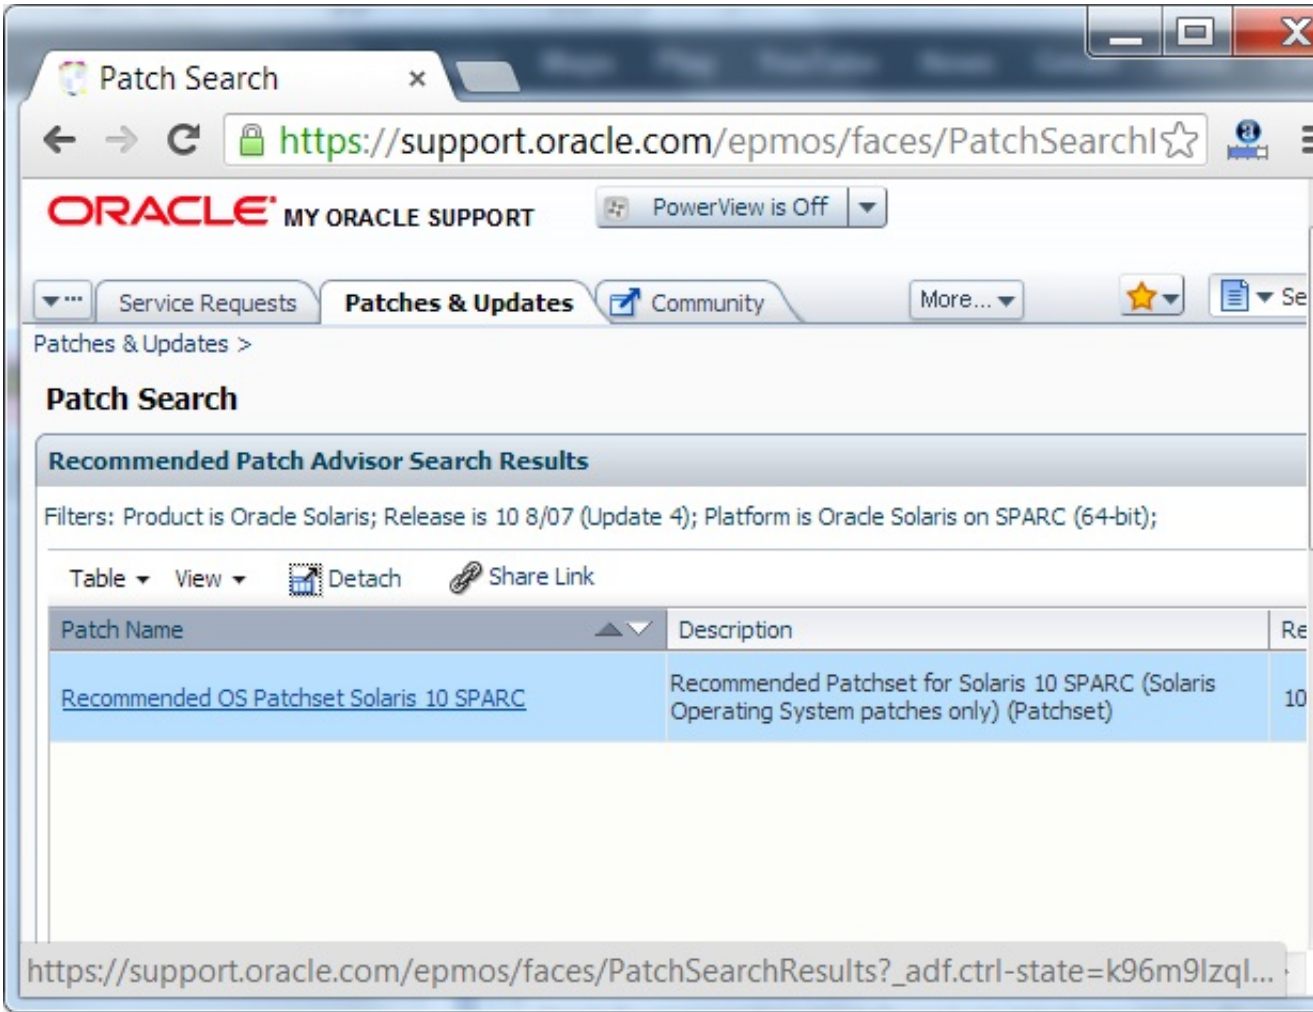 Patch Search
https://support.oracle.com/epmos/faces/PatchSearchI
ORACLE MY ORACLE SUPPORT
PowerView is Off
Service Requests
Patches & Updates
Community
More...
Se
Patches & Updates >
Patch Search
Recommended Patch Advisor Search Results
Filters: Product is Oracle Solaris; Release is 10 8/07 (Update 4); Platform is Oracle Solaris on SPARC (64-bit);
Table View Detach Share Link
Patch Name Description Re
Recommended OS Patchset Solaris 10 SPARC
Recommended Patchset for Solaris 10 SPARC (Solaris
Operating System patches only) (Patchset)
10
https://support.oracle.com/epmos/faces/PatchSearchResults?_adf.ctrl-state=k96m9lzql...